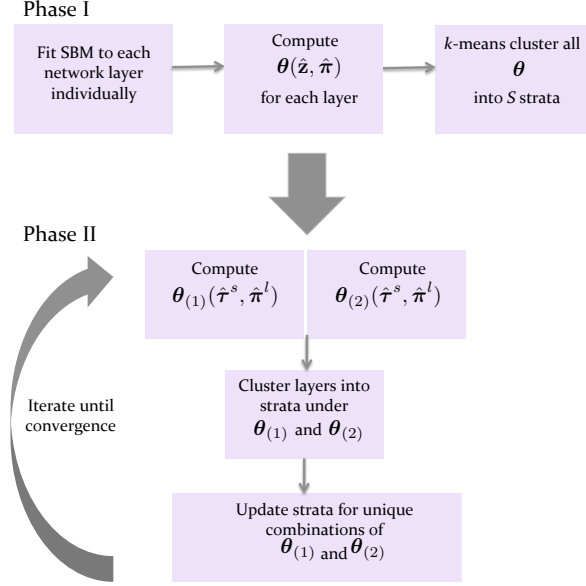 Phase I
Fit SBM to each
network layer
individually
Compute
θ(ẑ, π̂)
for each layer
k-means cluster all
θ
into S strata
Phase II
Compute
θ(1)(τ̂ˢ, π̂ˡ)
Compute
θ(2)(τ̂ˢ, π̂ˡ)
Cluster layers into
strata under
θ(1) and θ(2)
Iterate until
convergence
Update strata for unique
combinations of
θ(1) and θ(2)